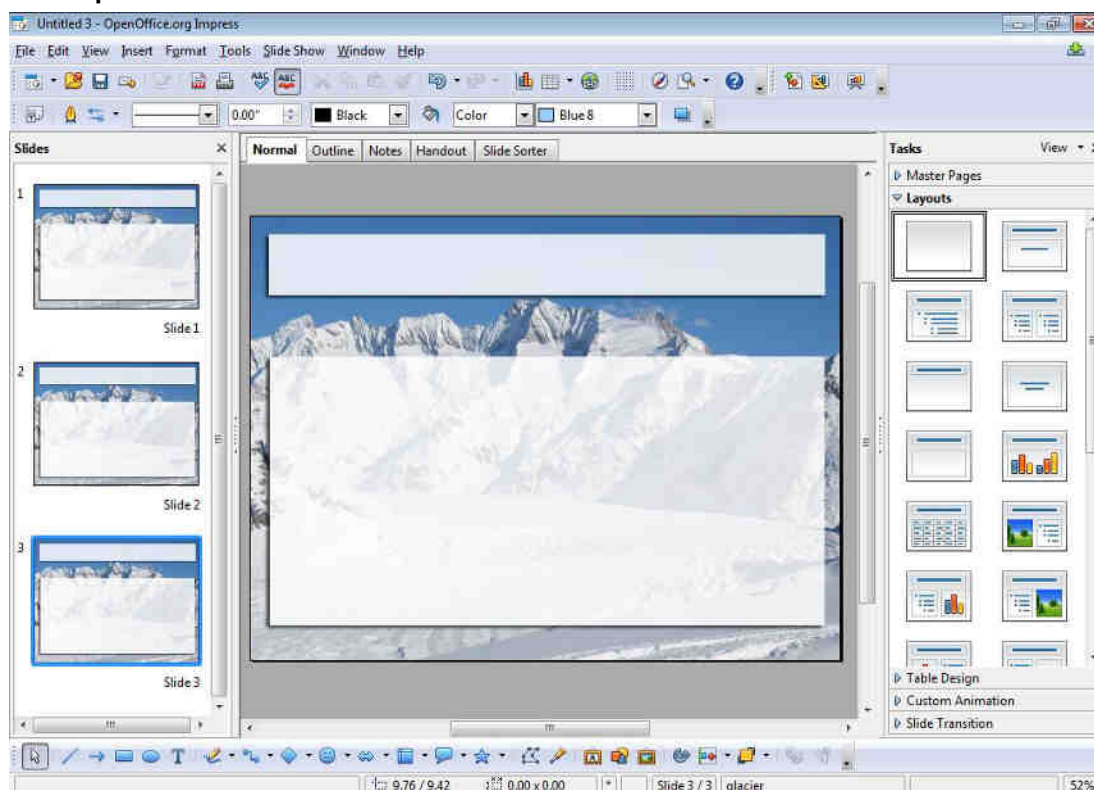 Untitled 3 - OpenOffice.org Impress
File Edit View Insert Format Tools Slide Show Window Help
ABC ABC
0.00" Black Color Blue 8
Slides
Normal Outline Notes Handout Slide Sorter
Tasks View
Master Pages
Layouts
1
Slide 1
2
Slide 2
3
Slide 3
Table Design
Custom Animation
Slide Transition
T
A
9.76 / 9.42 0.00 x 0.00 * Slide 3 / 3 glacier 52%